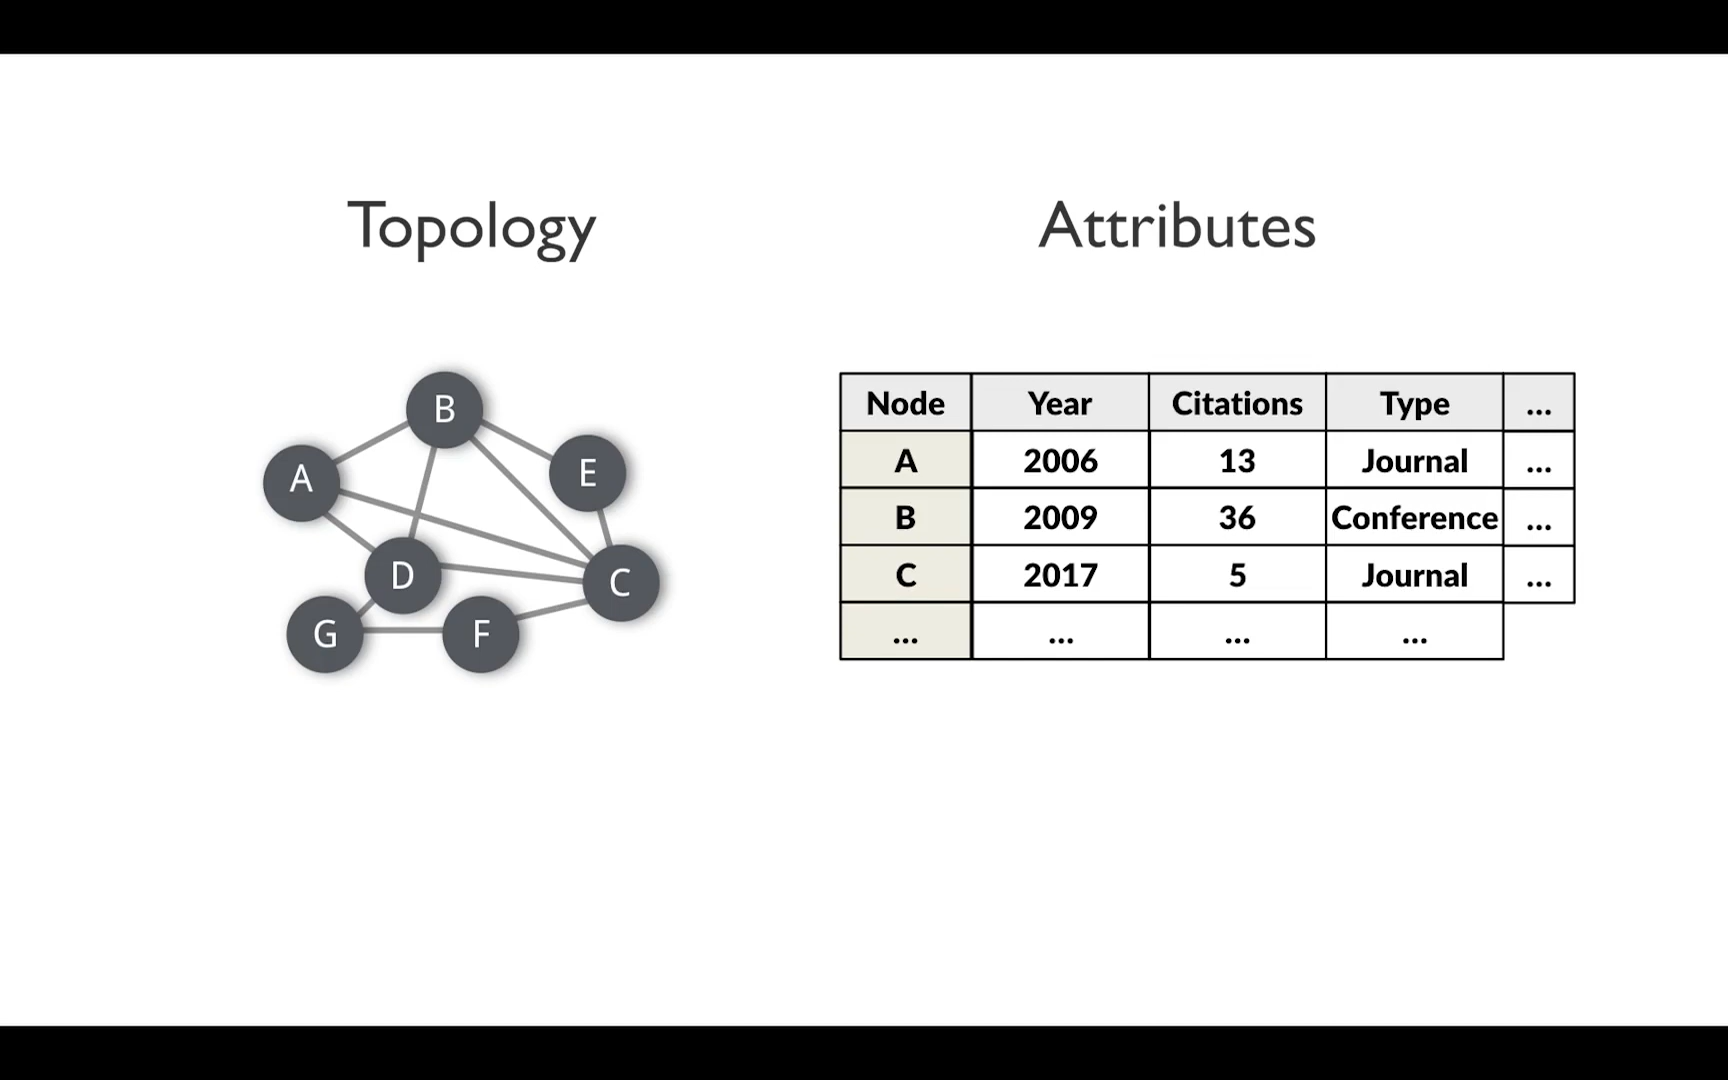 Topology
B
A
E
D
C
G
F
Attributes
Node Year Citations Type ...
A 2006 13 Journal ...
B 2009 36 Conference ...
C 2017 5 Journal ...
... ... ... ...